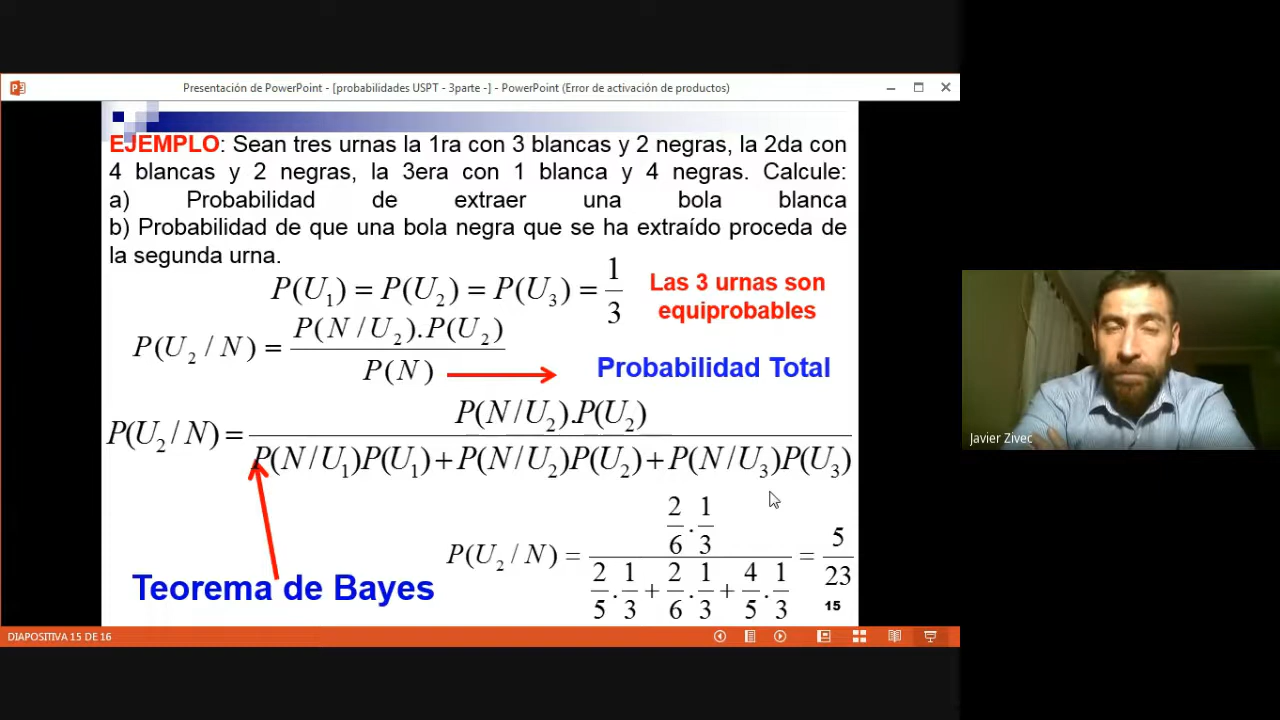 Presentación de PowerPoint - [probabilidades USPT - 3parte -] - PowerPoint (Error de activación de productos)
EJEMPLO: Sean tres urnas la 1ra con 3 blancas y 2 negras, la 2da con
4 blancas y 2 negras, la 3era con 1 blanca y 4 negras. Calcule:
a) Probabilidad de extraer una bola blanca
b) Probabilidad de que una bola negra que se ha extraído proceda de
la segunda urna.
P(U₁) = P(U₂) = P(U₃) = 1/3
Las 3 urnas son
equiprobables
P(U₂ / N) = P(N / U₂).P(U₂) / P(N)
Probabilidad Total
P(U₂ / N) = P(N / U₂).P(U₂) / P(N / U₁)P(U₁) + P(N / U₂)P(U₂) + P(N / U₃)P(U₃)
P(U₂ / N) = 2/6 . 1/3 / 2/5 . 1/3 + 2/6 . 1/3 + 4/5 . 1/3 = 5/23
Teorema de Bayes
15
DIAPOSITIVA 15 DE 16
Javier Zivec